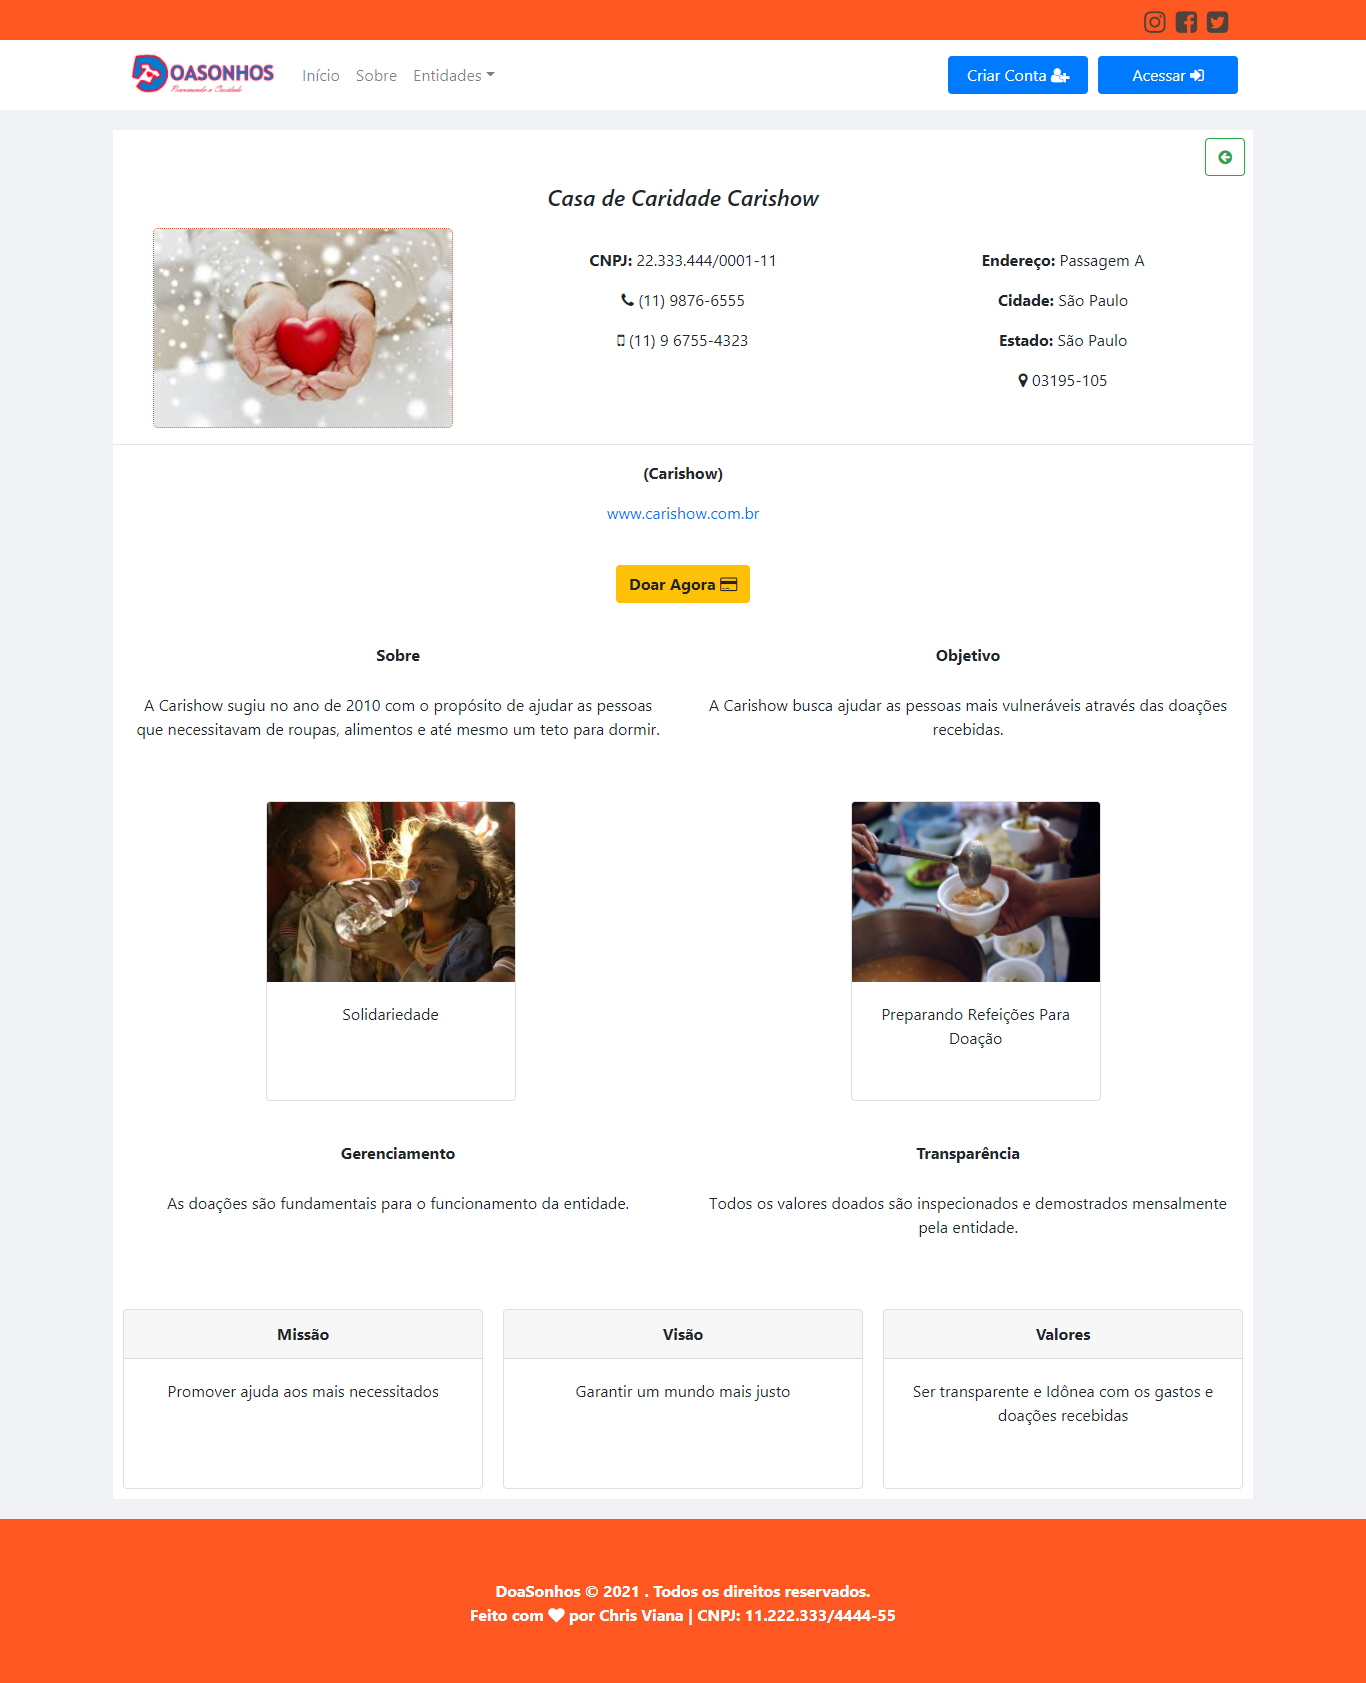 OASONHOS
Promovendo a Caridade
Início Sobre Entidades
Criar Conta
Acessar
Casa de Caridade Carishow
CNPJ: 22.333.444/0001-11
(11) 9876-6555
(11) 9 6755-4323
Endereço: Passagem A
Cidade: São Paulo
Estado: São Paulo
03195-105
(Carishow)
www.carishow.com.br
Doar Agora
Sobre
A Carishow sugiu no ano de 2010 com o propósito de ajudar as pessoas
que necessitavam de roupas, alimentos e até mesmo um teto para dormir.
Objetivo
A Carishow busca ajudar as pessoas mais vulneráveis através das doações
recebidas.
Solidariedade
Preparando Refeições Para
Doação
Gerenciamento
As doações são fundamentais para o funcionamento da entidade.
Transparência
Todos os valores doados são inspecionados e demostrados mensalmente
pela entidade.
Missão
Promover ajuda aos mais necessitados
Visão
Garantir um mundo mais justo
Valores
Ser transparente e Idônea com os gastos e
doações recebidas
DoaSonhos © 2021 . Todos os direitos reservados.
Feito com por Chris Viana | CNPJ: 11.222.333/4444-55